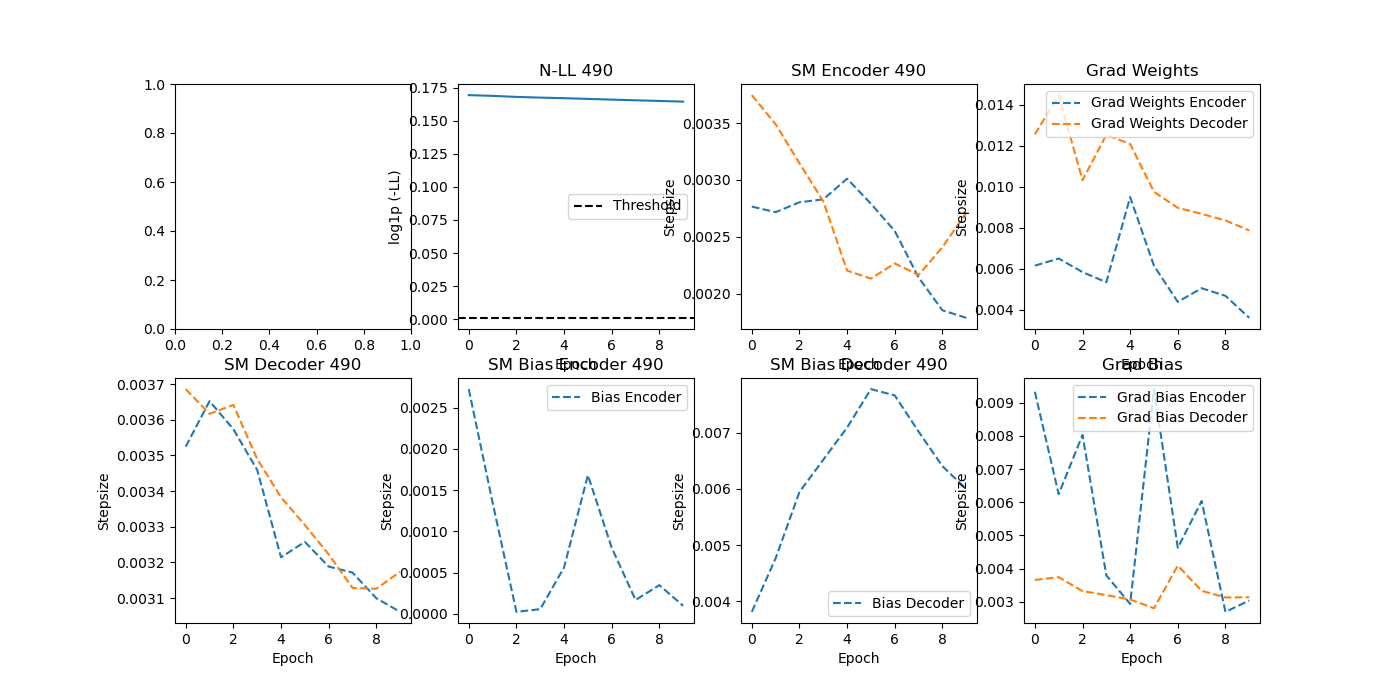 N-LL 490
SM Encoder 490
Grad Weights
1.0
0.8
0.6
0.4
0.2
0.0
0.0 0.2 0.4 0.6 0.8 1.0
log1p (-LL)
0.175
0.150
0.125
0.100
0.075
0.050
0.025
0.000
Threshold
0 2 4 6 8
Epoch
Stepsize
0.0035
0.0030
0.0025
0.0020
0 2 4 6 8
Epoch
Stepsize
0.014
0.012
0.010
0.008
0.006
0.004
Grad Weights Encoder
Grad Weights Decoder
0 2 4 6 8
Epoch
SM Decoder 490
SM Bias Encoder 490
SM Bias Decoder 490
Grad Bias
Stepsize
0.0037
0.0036
0.0035
0.0034
0.0033
0.0032
0.0031
0 2 4 6 8
Epoch
Stepsize
0.0025
0.0020
0.0015
0.0010
0.0005
0.0000
Bias Encoder
0 2 4 6 8
Epoch
Stepsize
0.007
0.006
0.005
0.004
Bias Decoder
0 2 4 6 8
Epoch
Stepsize
0.009
0.008
0.007
0.006
0.005
0.004
0.003
Grad Bias Encoder
Grad Bias Decoder
0 2 4 6 8
Epoch